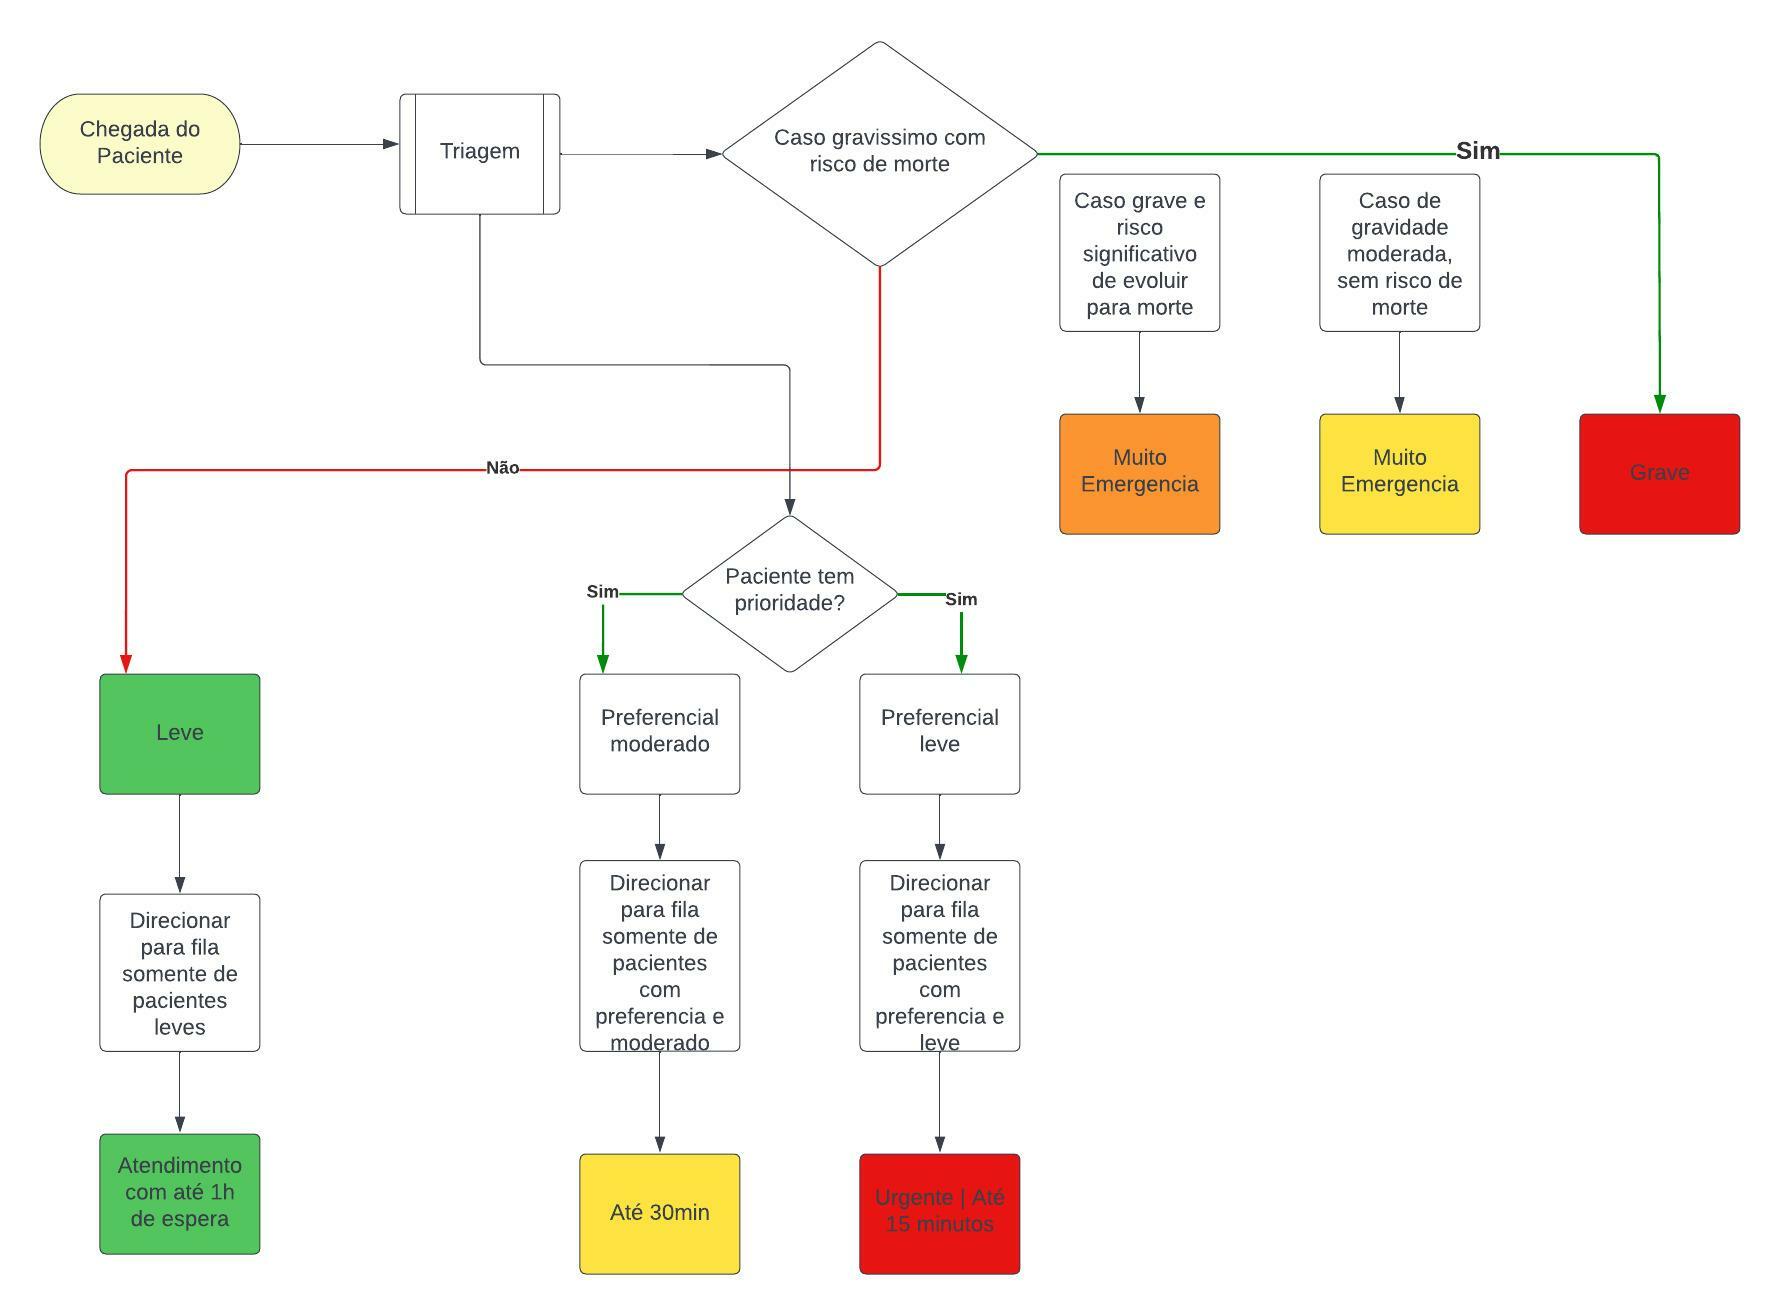 Chegada do
Paciente
Triagem
Caso gravissimo com
risco de morte
Sim
Caso grave e
risco
significativo
de evoluir
para morte
Caso de
gravidade
moderada,
sem risco de
morte
Muito
Emergencia
Muito
Emergencia
Grave
Não
Paciente tem
prioridade?
Sim
Sim
Leve
Preferencial
moderado
Preferencial
leve
Direcionar
para fila
somente de
pacientes
leves
Direcionar
para fila
somente de
pacientes
com
preferencia e
moderado
Direcionar
para fila
somente de
pacientes
com
preferencia e
leve
Atendimento
com até 1h
de espera
Até 30min
Urgente | Até
15 minutos